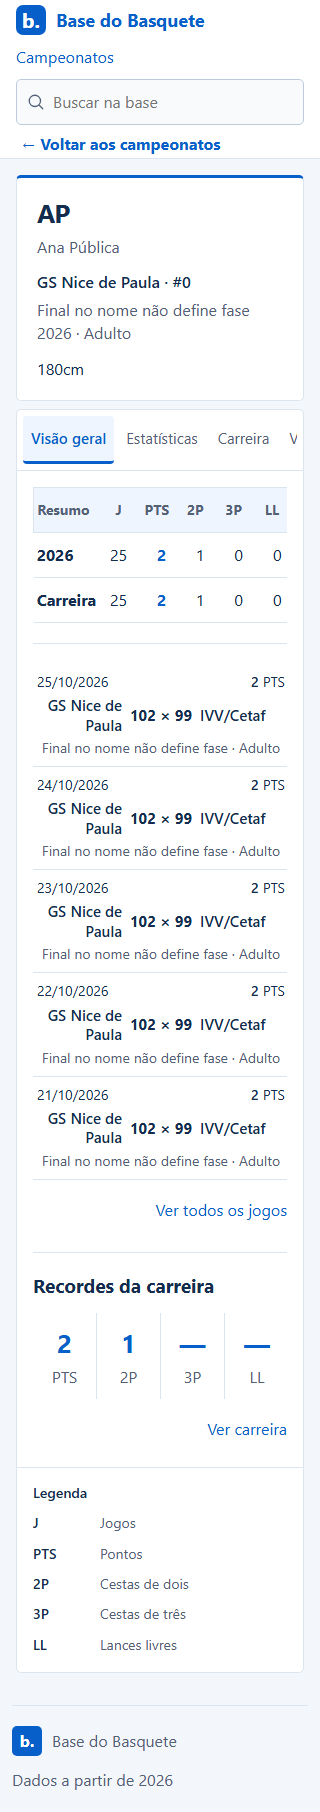 b. Base do Basquete
Campeonatos
Buscar na base
← Voltar aos campeonatos
AP
Ana Pública
GS Nice de Paula · #0
Final no nome não define fase
2026 · Adulto
180cm
Visão geral Estatísticas Carreira V
Resumo J PTS 2P 3P LL
2026 25 2 1 0 0
Carreira 25 2 1 0 0
25/10/2026 2 PTS
GS Nice de
Paula 102 × 99 IVV/Cetaf
Final no nome não define fase · Adulto
24/10/2026 2 PTS
GS Nice de
Paula 102 × 99 IVV/Cetaf
Final no nome não define fase · Adulto
23/10/2026 2 PTS
GS Nice de
Paula 102 × 99 IVV/Cetaf
Final no nome não define fase · Adulto
22/10/2026 2 PTS
GS Nice de
Paula 102 × 99 IVV/Cetaf
Final no nome não define fase · Adulto
21/10/2026 2 PTS
GS Nice de
Paula 102 × 99 IVV/Cetaf
Final no nome não define fase · Adulto
Ver todos os jogos
Recordes da carreira
2 1 — —
PTS 2P 3P LL
Ver carreira
Legenda
J Jogos
PTS Pontos
2P Cestas de dois
3P Cestas de três
LL Lances livres
b. Base do Basquete
Dados a partir de 2026